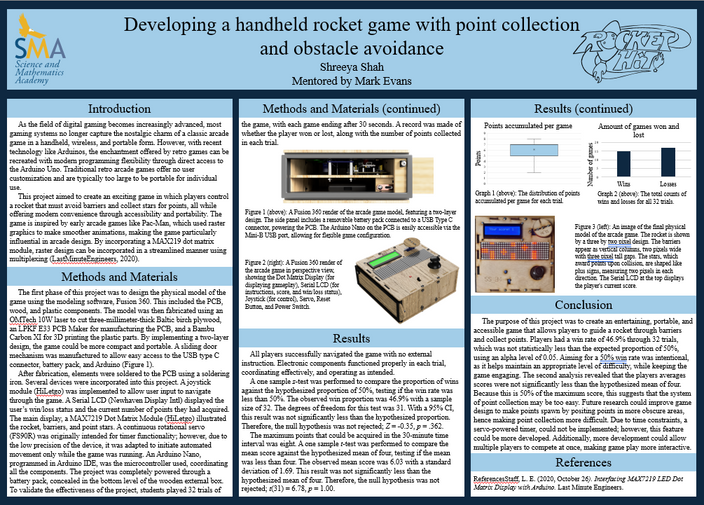 SMA
Science and
Mathematics
Academy
Developing a handheld rocket game with point collection
and obstacle avoidance
Shreeya Shah
Mentored by Mark Evans
ROCKET
HIT
Introduction
As the field of digital gaming becomes increasingly advanced, most
gaming systems no longer capture the nostalgic charm of a classic arcade
game in a handheld, wireless, and portable form. However, with recent
technology like Arduinos, the enchantment offered by retro games can be
recreated with modern programming flexibility through direct access to
the Arduino Uno. Traditional retro arcade games offer no user
customization and are typically too large to be portable for individual
use.
This project aimed to create an exciting game in which players control
a rocket that must avoid barriers and collect stars for points, all while
offering modern convenience through accessibility and portability. The
game is inspired by early arcade games like Pac-Man, which used raster
graphics to make smoother animations, making the game particularly
influential in arcade design. By incorporating a MAX219 dot matrix
module, raster design can be incorporated in a streamlined manner using
multiplexing (LastMinuteEngineers, 2020).
Methods and Materials
The first phase of this project was to design the physical model of the
game using the modeling software, Fusion 360. This included the PCB,
wood, and plastic components. The model was then fabricated using an
OMTech 10W laser to cut three-millimeter-thick Baltic birch plywood,
an LPKF E33 PCB Maker for manufacturing the PCB, and a Bambu
Carbon XI for 3D printing the plastic parts. By implementing a two-layer
design, the game could be more compact and portable. A sliding door
mechanism was manufactured to allow easy access to the USB type C
connector, battery pack, and Arduino (Figure 1).
After fabrication, elements were soldered to the PCB using a soldering
iron. Several devices were incorporated into this project. A joystick
module (HiLetgo) was implemented to allow user input to navigate
through the game. A Serial LCD (Newhaven Display Intl) displayed the
user's win/loss status and the current number of points they had acquired.
The main display, a MAX7219 Dot Matrix Module (HiLetgo) illustrated
the rocket, barriers, and point stars. A continuous rotational servo
(FS90R) was originally intended for timer functionality; however, due to
the low precision of the device, it was adapted to initiate automated
movement only while the game was running. An Arduino Nano,
programmed in Arduino IDE, was the microcontroller used, coordinating
all the components. The project was completely powered through a
battery pack, concealed in the bottom level of the wooden external box.
To validate the effectiveness of the project, students played 32 trials of
Methods and Materials (continued)
the game, with each game ending after 30 seconds. A record was made of
whether the player won or lost, along with the number of points collected
in each trial.
Figure 1 (above): A Fusion 360 render of the arcade game model, featuring a two-layer
design. The side panel includes a removable battery pack connected to a USB Type C
connector, powering the PCB. The Arduino Nano on the PCB is easily accessible via the
Mini-B USB port, allowing for flexible game configuration.
Figure 2 (right): A Fusion 360 render of
the arcade game in perspective view,
showing the Dot Matrix Display (for
displaying gameplay), Serial LCD (for
instructions, score, and win-loss status),
Joystick (for control), Servo, Reset
Button, and Power Switch.
Results
All players successfully navigated the game with no external
instruction. Electronic components functioned properly in each trial,
coordinating effectively, and operating as intended.
A one sample z-test was performed to compare the proportion of wins
against the hypothesized proportion of 50%, testing if the win rate was
less than 50%. The observed win proportion was 46.9% with a sample
size of 32. The degrees of freedom for this test was 31. With a 95% CI,
this result was not significantly less than the hypothesized proportion.
Therefore, the null hypothesis was not rejected; Z = -0.35, p = .362.
The maximum points that could be acquired in the 30-minute time
interval was eight. A one sample t-test was performed to compare the
mean score against the hypothesized mean of four, testing if the mean
was less than four. The observed mean score was 6.03 with a standard
deviation of 1.69. This result was not significantly less than the
hypothesized mean of four. Therefore, the null hypothesis was not
rejected; t(31) = 6.78, p = 1.00.
Results (continued)
Points accumulated per game
Points
Graph 1 (above): The distribution of points
accumulated per game for each trial.
Amount of games won and
lost
Number of games
Wins
Losses
Graph 2 (above): The total counts of
wins and losses for all 32 trials.
Figure 3 (left): An image of the final physical
model of the arcade game. The rocket is shown
by a three by two pixel design. The barriers
appear as vertical columns, two pixels wide
with three pixel tall gaps. The stars, which
award points upon collection, are shaped like
plus signs, measuring two pixels in each
direction. The Serial LCD at the top displays
the player's current score.
Conclusion
The purpose of this project was to create an entertaining, portable, and
accessible game that allows players to guide a rocket through barriers
and collect points. Players had a win rate of 46.9% through 32 trials,
which was not statistically less than the expected proportion of 50%,
using an alpha level of 0.05. Aiming for a 50% win rate was intentional,
as it helps maintain an appropriate level of difficulty, while keeping the
game engaging. The second analysis revealed that the players averages
scores were not significantly less than the hypothesized mean of four.
Because this is 50% of the maximum score, this suggests that the system
of point collection may be too easy. Future research could improve game
design to make points spawn by positing points in more obscure areas,
hence making point collection more difficult. Due to time constraints, a
servo-powered timer, could not be implemented; however, this feature
could be more developed. Additionally, more development could allow
multiple players to compete at once, making game play more interactive.
References
ReferencesStaff, L. E. (2020, October 26). Interfacing MAX7219 LED Dot
Matrix Display with Arduino. Last Minute Engineers.